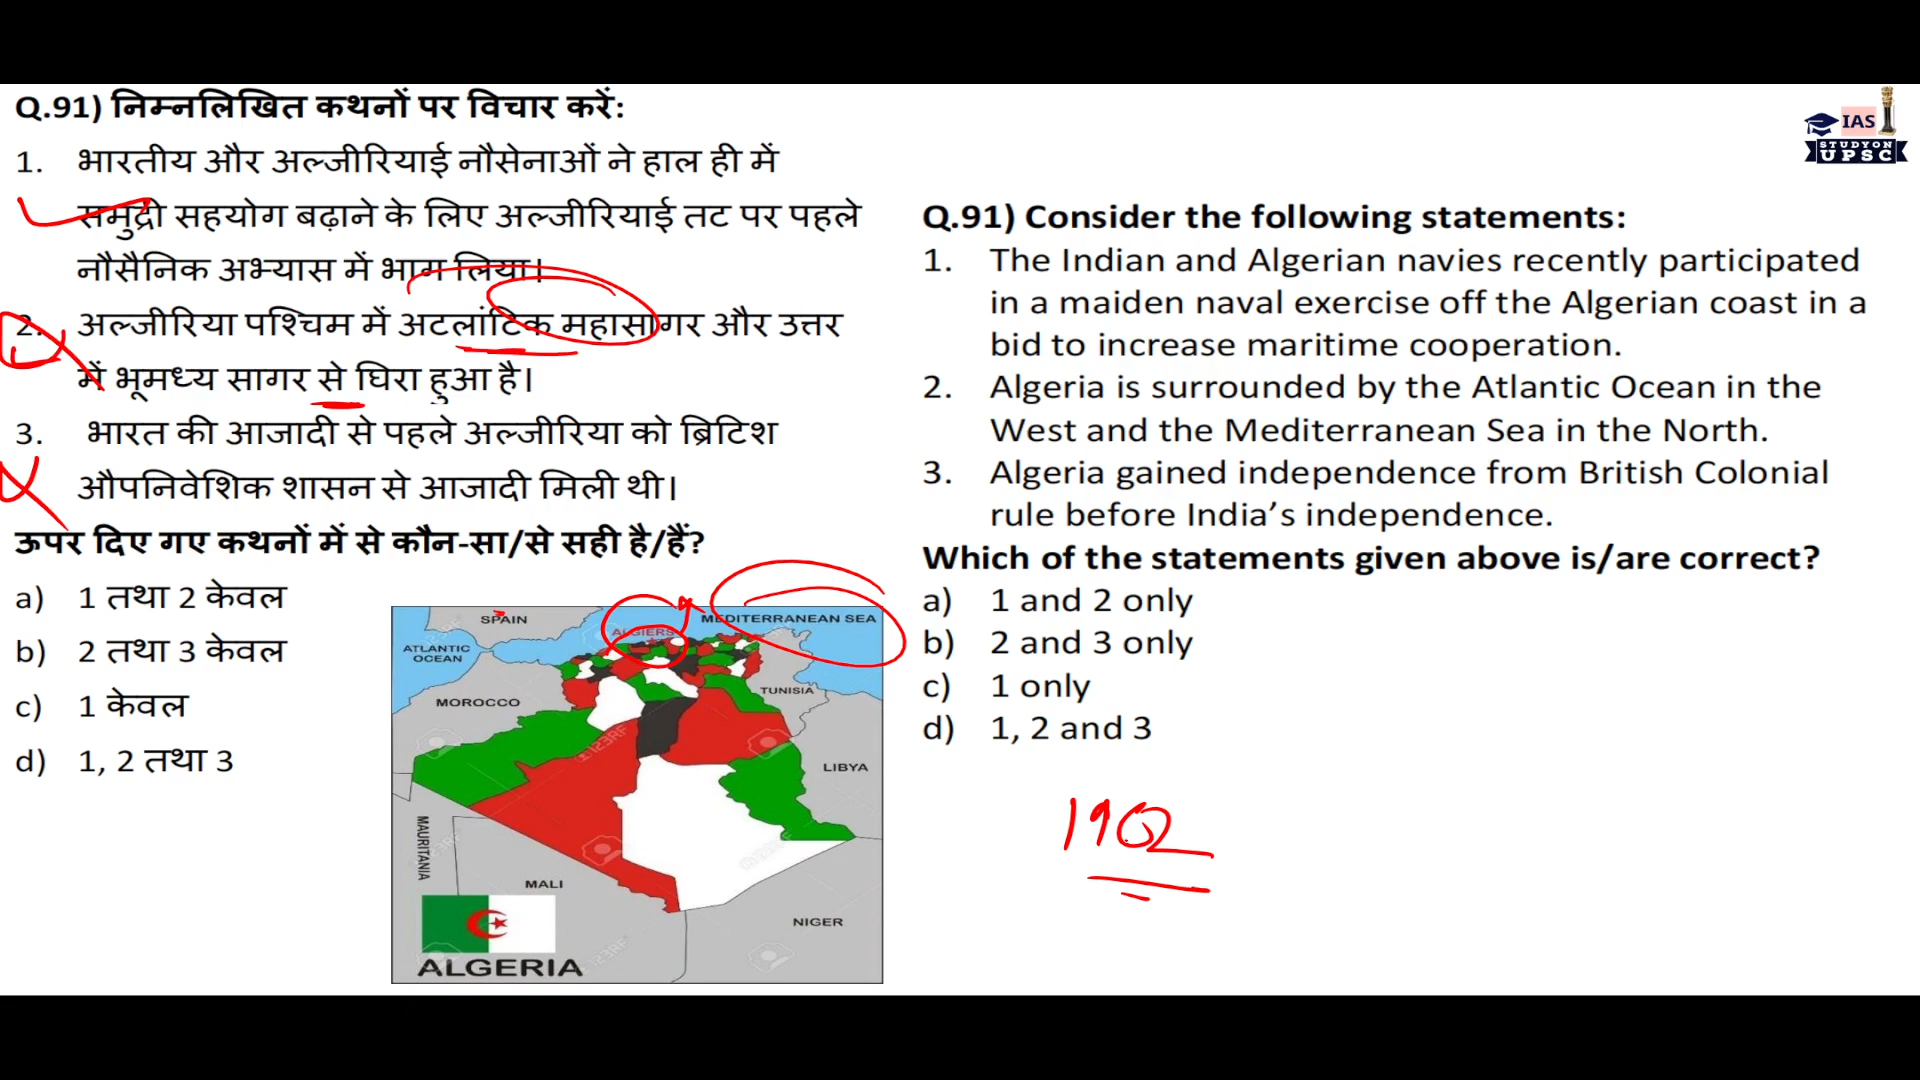 Q.91) निम्नलिखित कथनों पर विचार करें:
1. भारतीय और अल्जीरियाई नौसेनाओं ने हाल ही में
समुद्री सहयोग बढ़ाने के लिए अल्जीरियाई तट पर पहले
नौसैनिक अभ्यास में भाग लिया।
2. अल्जीरिया पश्चिम में अटलांटिक महासागर और उत्तर
में भूमध्य सागर से घिरा हुआ है।
3. भारत की आजादी से पहले अल्जीरिया को ब्रिटिश
औपनिवेशिक शासन से आजादी मिली थी।
ऊपर दिए गए कथनों में से कौन-सा/से सही है/हैं?
a) 1 तथा 2 केवल
b) 2 तथा 3 केवल
c) 1 केवल
d) 1, 2 तथा 3
SPAIN
ALGIERS
MEDITERRANEAN SEA
ATLANTIC
OCEAN
TUNISIA
MOROCCO
LIBYA
MAURITANIA
MALI
NIGER
ALGERIA
123RF
IAS
STUDYON
UPSC
Q.91) Consider the following statements:
1. The Indian and Algerian navies recently participated
in a maiden naval exercise off the Algerian coast in a
bid to increase maritime cooperation.
2. Algeria is surrounded by the Atlantic Ocean in the
West and the Mediterranean Sea in the North.
3. Algeria gained independence from British Colonial
rule before India’s independence.
Which of the statements given above is/are correct?
a) 1 and 2 only
b) 2 and 3 only
c) 1 only
d) 1, 2 and 3